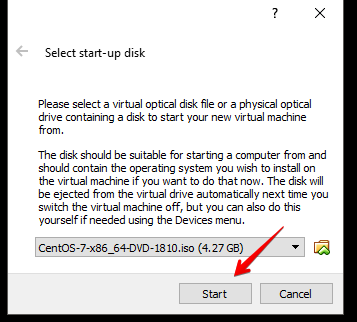 ?
Select start-up disk
Please select a virtual optical disk file or a physical optical
drive containing a disk to start your new virtual machine
from.
The disk should be suitable for starting a computer from and
should contain the operating system you wish to install on
the virtual machine if you want to do that now. The disk will
be ejected from the virtual drive automatically next time you
switch the virtual machine off, but you can also do this
yourself if needed using the Devices menu.
CentOS-7-x86_64-DVD-1810.iso (4.27 GB)
Start Cancel